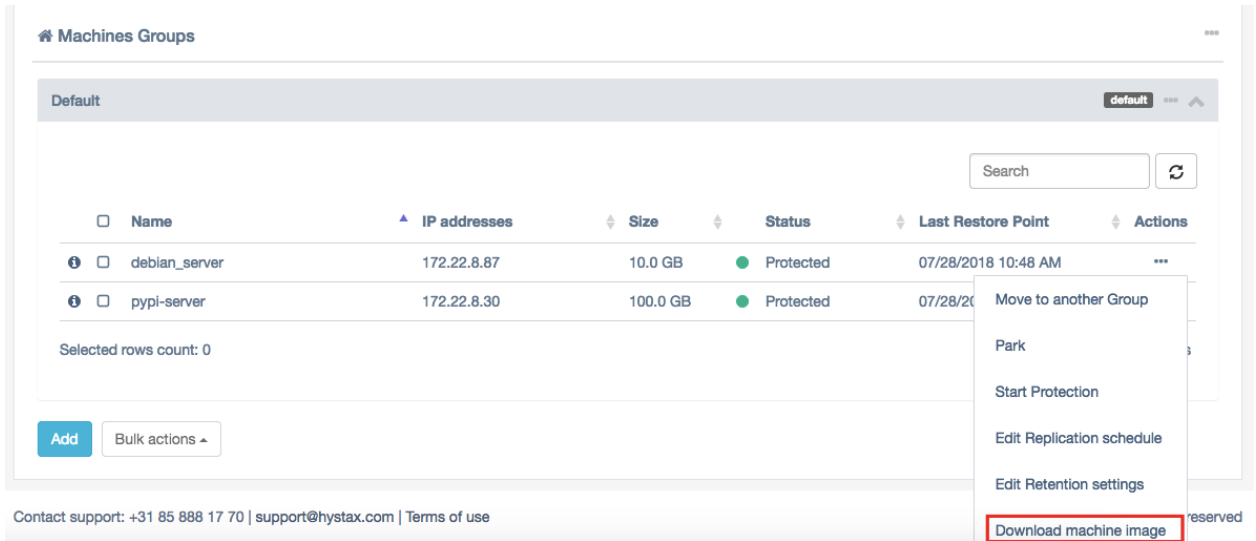 Machines Groups
Default default
Search
Name IP addresses Size Status Last Restore Point Actions
debian_server 172.22.8.87 10.0 GB Protected 07/28/2018 10:48 AM
pypi-server 172.22.8.30 100.0 GB Protected
Move to another Group
Selected rows count: 0
Park
Start Protection
Add Bulk actions
Edit Replication schedule
Edit Retention settings
Contact support: +31 85 888 17 70 | support@hystax.com | Terms of use reserved
Download machine image